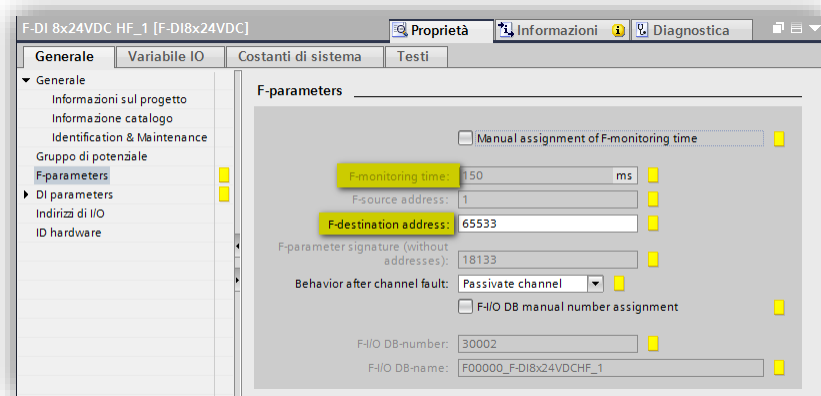 F-DI 8x24VDC HF_1 [F-DI8x24VDC]
Proprietà
Informazioni
Diagnostica
Generale
Variabile IO
Costanti di sistema
Testi
Generale
Informazioni sul progetto
Informazione catalogo
Identification & Maintenance
Gruppo di potenziale
F-parameters
DI parameters
Indirizzi di I/O
ID hardware
F-parameters
Manual assignment of F-monitoring time
F-monitoring time: 150 ms
F-source address: 1
F-destination address: 65533
F-parameter signature (without
addresses): 18133
Behavior after channel fault: Passivate channel
F-I/O DB manual number assignment
F-I/O DB-number: 30002
F-I/O DB-name: F00000_F-DI8x24VDCHF_1